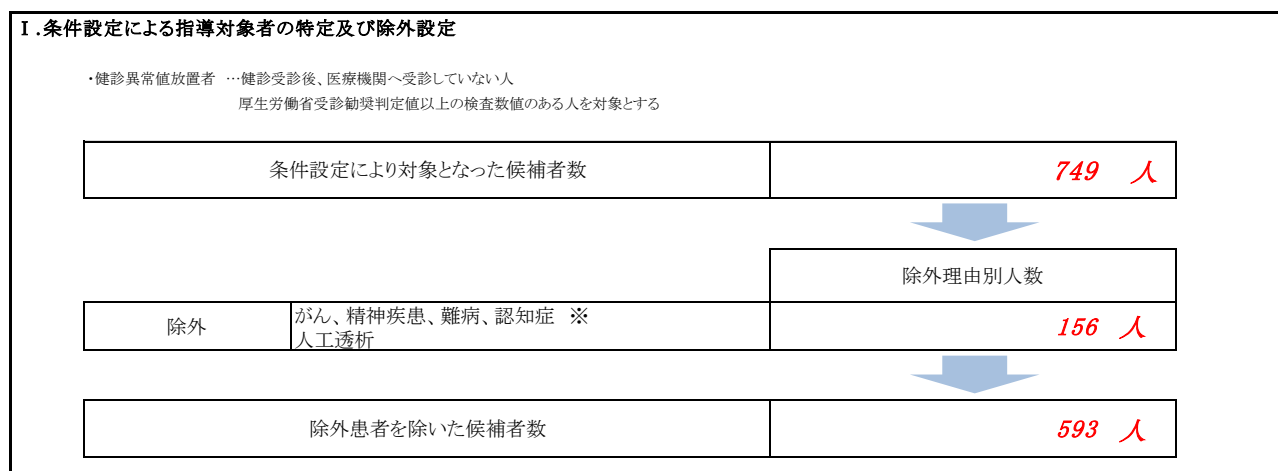 Ⅰ.条件設定による指導対象者の特定及び除外設定
・健診異常値放置者 …健診受診後、医療機関へ受診していない人
厚生労働省受診勧奨判定値以上の検査数値のある人を対象とする
条件設定により対象となった候補者数 749 人
除外理由別人数
除外 がん、精神疾患、難病、認知症 ※ 156 人
人工透析
除外患者を除いた候補者数 593 人